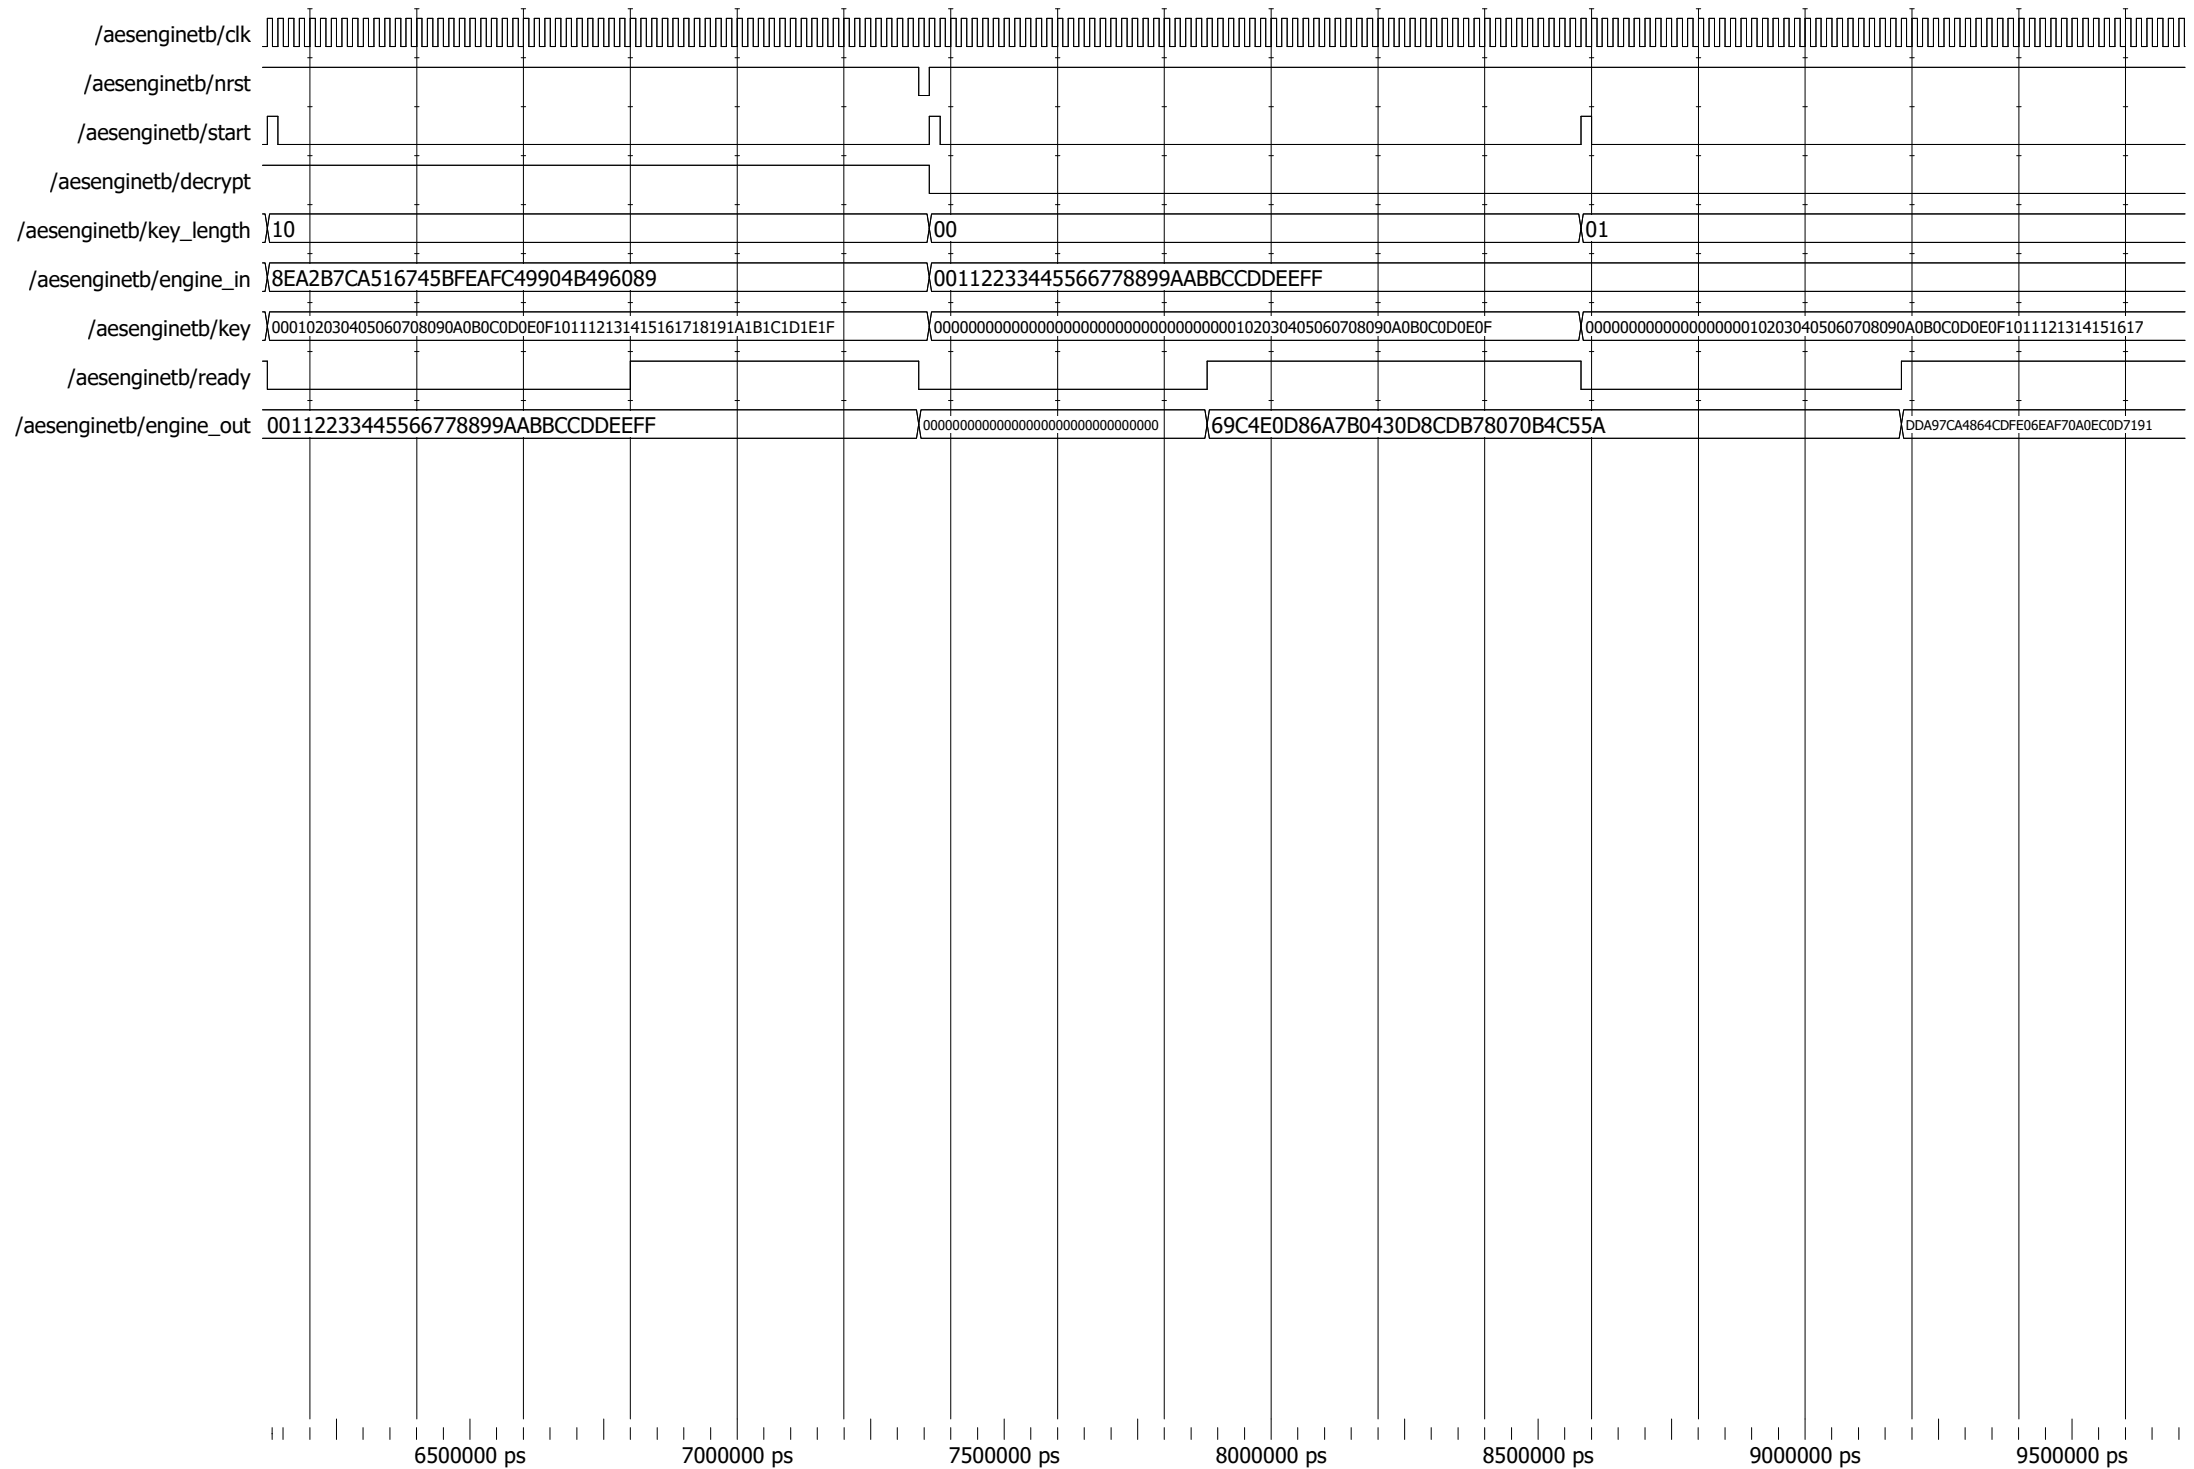 /aesenginetb/clk
/aesenginetb/nrst
/aesenginetb/start
/aesenginetb/decrypt
/aesenginetb/key_length 10 00 01
/aesenginetb/engine_in 8EA2B7CA516745BFEAFC49904B496089 00112233445566778899AABBCCDDEEFF
/aesenginetb/key 000102030405060708090A0B0C0D0E0F101112131415161718191A1B1C1D1E1F 00000000000000000000000000000000000102030405060708090A0B0C0D0E0F 0000000000000000000102030405060708090A0B0C0D0E0F1011121314151617
/aesenginetb/ready
/aesenginetb/engine_out 00112233445566778899AABBCCDDEEFF 00000000000000000000000000000000 69C4E0D86A7B0430D8CDB78070B4C55A DDA97CA4864CDFE06EAF70A0EC0D7191
6500000 ps 7000000 ps 7500000 ps 8000000 ps 8500000 ps 9000000 ps 9500000 ps